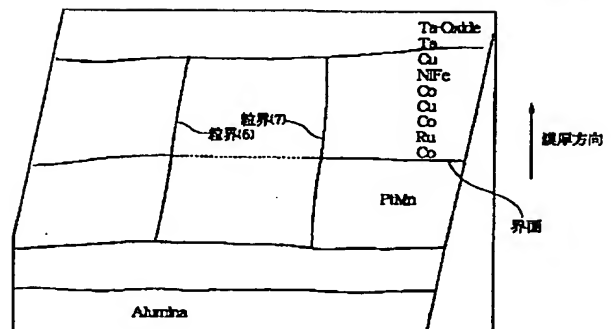 Ta-Oxide
Ta
Cu
NiFe
Co
Cu
Co
Ru
Co
粒界(6)
粒界(7)
膜厚方向
PtMn
界面
Alumina